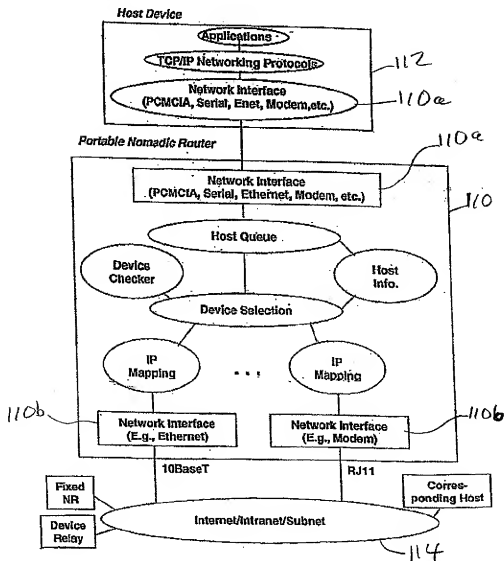 Host Device
Applications
TCP/IP Networking Protocols
112
Network Interface
(PCMCIA, Serial, Enet, Modem,etc.)
110a
Portable Nomadic Router
110a
Network Interface
(PCMCIA, Serial, Ethernet, Modem, etc.)
110
Host Queue
Device
Checker
Host
Info.
Device Selection
IP
Mapping
...
IP
Mapping
110b
Network Interface
(E.g., Ethernet)
Network Interface
(E.g., Modem)
110b
10BaseT
RJ11
Fixed
NR
Corres-
ponding Host
Internet/Intranet/Subnet
Device
Relay
114